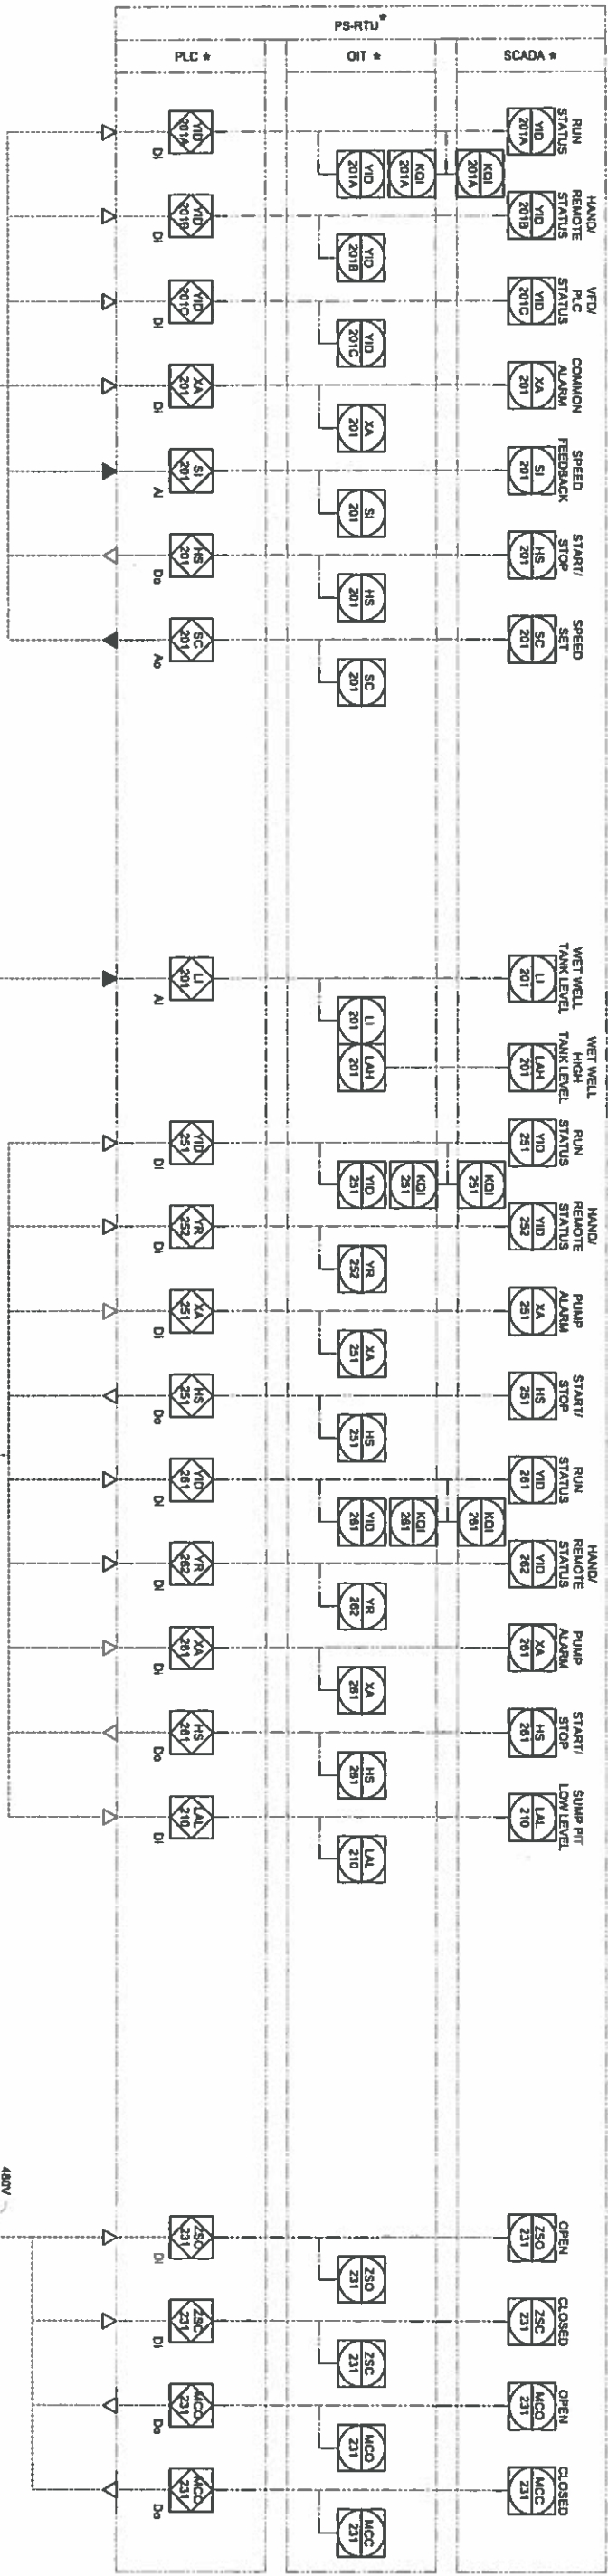 PS-RTU*
SCADA *
OIT *
PLC *
RUN
STATUS
YID
201A
KQI
201A
KQI
201A
YID
201A
YID
201A
DI
HAND/
REMOTE
STATUS
YID
201B
YID
201B
YID
201B
DI
VFD/
PLC
STATUS
YID
201C
YID
201C
YID
201C
DI
COMMON
ALARM
XA
201
XA
201
XA
201
DI
SPEED
FEEDBACK
SI
201
SI
201
SI
201
AI
START/
STOP
HS
201
HS
201
HS
201
Do
SPEED
SET
SC
201
SC
201
SC
201
Ao
WET WELL
TANK LEVEL
LI
201
LI
201
LI
201
AI
WET WELL
HIGH
TANK LEVEL
LAH
201
LAH
201
RUN
STATUS
YID
251
KQI
251
KQI
251
YID
251
YID
251
DI
HAND/
REMOTE
STATUS
YID
252
YR
252
YR
252
DI
PUMP
ALARM
XA
251
XA
251
XA
251
DI
START/
STOP
HS
251
HS
251
HS
251
Do
RUN
STATUS
YID
261
KQI
261
KQI
261
YID
261
YID
261
DI
HAND/
REMOTE
STATUS
YID
262
YR
262
YR
262
DI
PUMP
ALARM
XA
261
XA
261
XA
261
DI
START/
STOP
HS
261
HS
261
HS
261
Do
SUMP PIT
LOW LEVEL
LAL
210
LAL
210
LAL
210
DI
OPEN
ZSO
231
ZSO
231
ZSO
231
DI
CLOSED
ZSC
231
ZSC
231
ZSC
231
DI
OPEN
MCO
231
MCO
231
MCO
231
Do
CLOSED
MCC
231
MCC
231
MCC
231
Do
480V